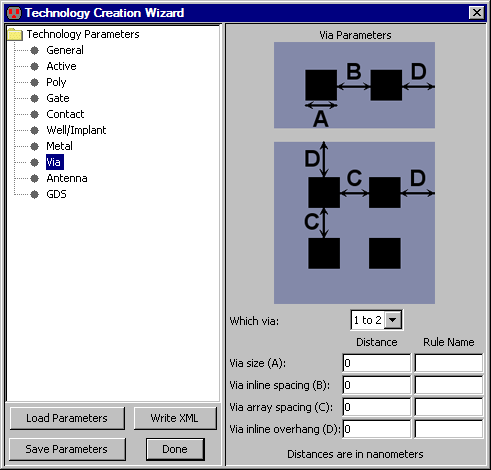 Technology Creation Wizard
Technology Parameters
General
Active
Poly
Gate
Contact
Well/Implant
Metal
Via
Antenna
GDS
Load Parameters
Write XML
Save Parameters
Done
Via Parameters
B
D
A
D
C
D
C
Which via:
1 to 2
Distance
Rule Name
Via size (A):
0
Via inline spacing (B):
0
Via array spacing (C):
0
Via inline overhang (D):
0
Distances are in nanometers